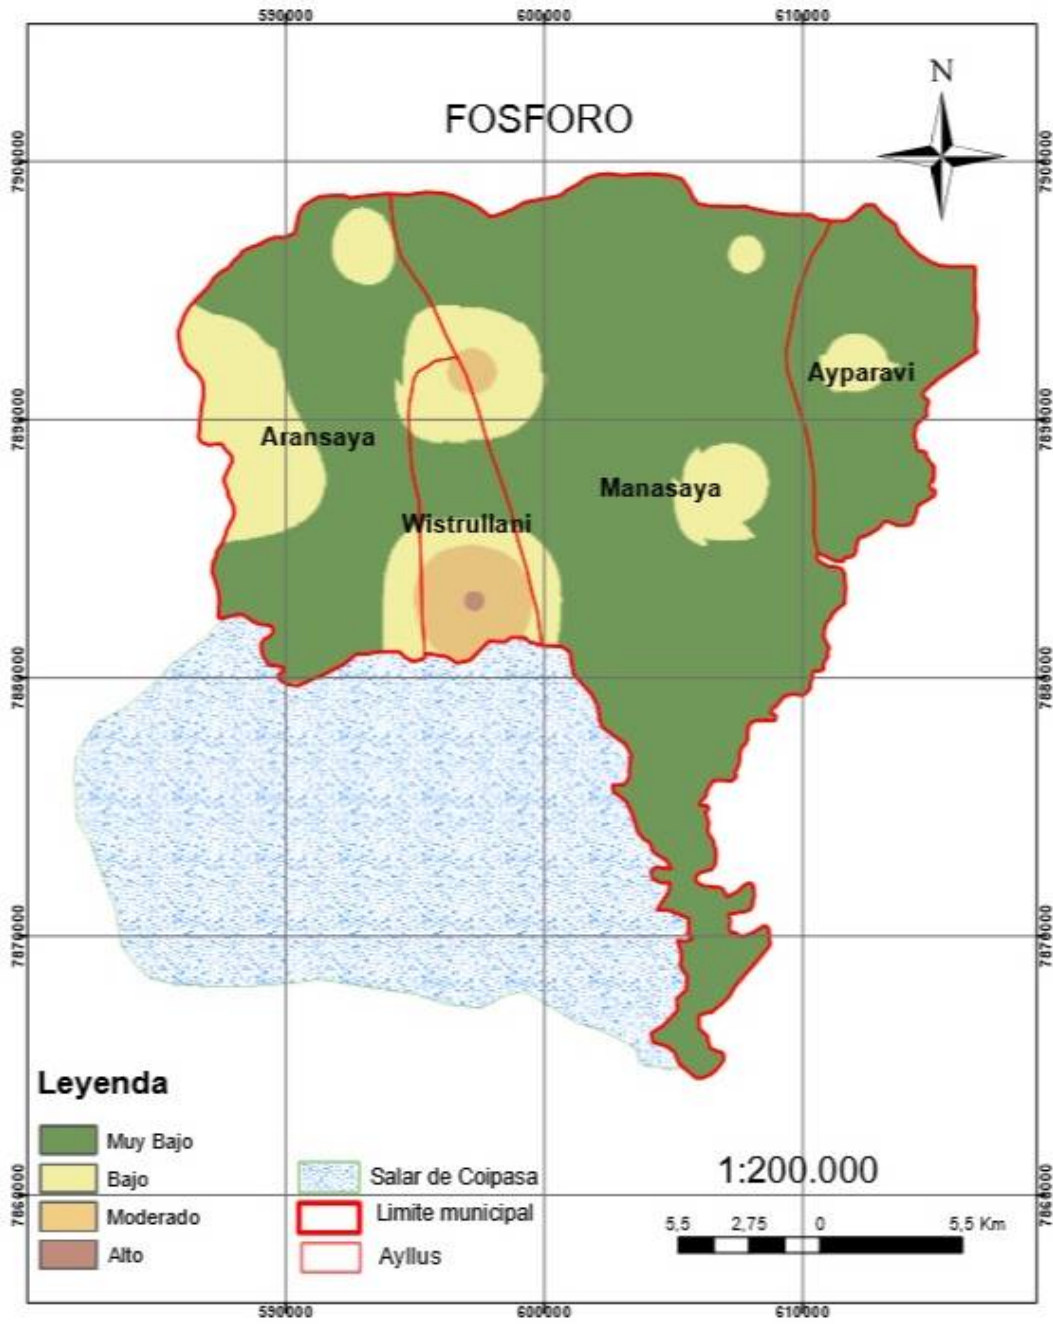 590000 600000 610000
N
FOSFORO
7900000 7900000
Ayparavi
7890000 7890000
Aransaya
Manasaya
Wistrullani
7880000 7880000
7870000 7870000
Leyenda
Muy Bajo
Bajo
Moderado
Alto
Salar de Coipasa
Limite municipal
Ayllus
1:200.000
7860000 7860000
5,5 2,75 0 5,5 Km
590000 600000 610000